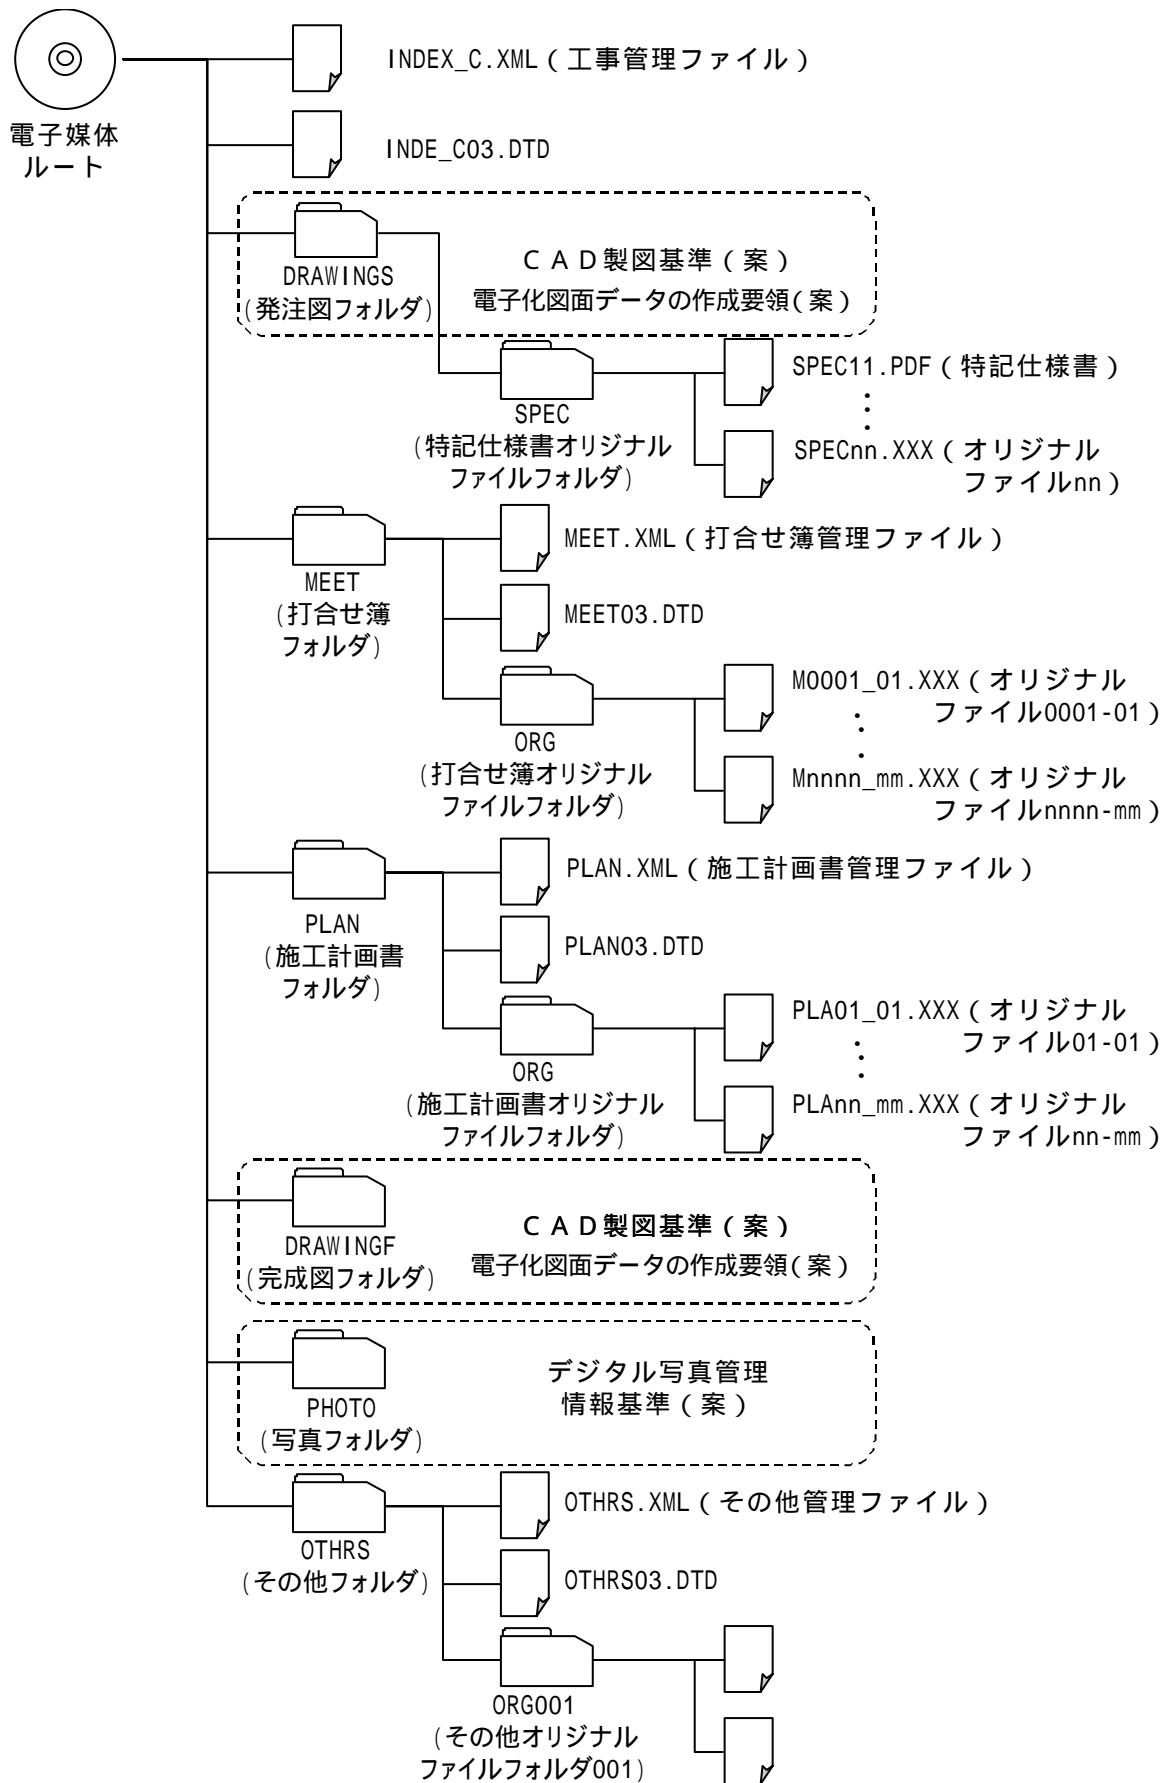 INDEX_C.XML(工事管理ファイル)
電子媒体
ルート
INDE_C03.DTD
DRAWINGS
(発注図フォルダ)
CAD製図基準(案)
電子化図面データの作成要領(案)
SPEC
(特記仕様書オリジナル
ファイルフォルダ)
SPEC11.PDF(特記仕様書)
SPECnn.XXX(オリジナル
ファイルnn)
MEET
(打合せ簿
フォルダ)
MEET.XML(打合せ簿管理ファイル)
MEET03.DTD
ORG
(打合せ簿オリジナル
ファイルフォルダ)
M0001_01.XXX(オリジナル
ファイル0001-01)
Mnnnn_mm.XXX(オリジナル
ファイルnnnn-mm)
PLAN
(施工計画書
フォルダ)
PLAN.XML(施工計画書管理ファイル)
PLAN03.DTD
ORG
(施工計画書オリジナル
ファイルフォルダ)
PLA01_01.XXX(オリジナル
ファイル01-01)
PLAnn_mm.XXX(オリジナル
ファイルnn-mm)
DRAWINGF
(完成図フォルダ)
CAD製図基準(案)
電子化図面データの作成要領(案)
PHOTO
(写真フォルダ)
デジタル写真管理
情報基準(案)
OTHRS
(その他フォルダ)
OTHRS.XML(その他管理ファイル)
OTHRS03.DTD
ORG001
(その他オリジナル
ファイルフォルダ001)